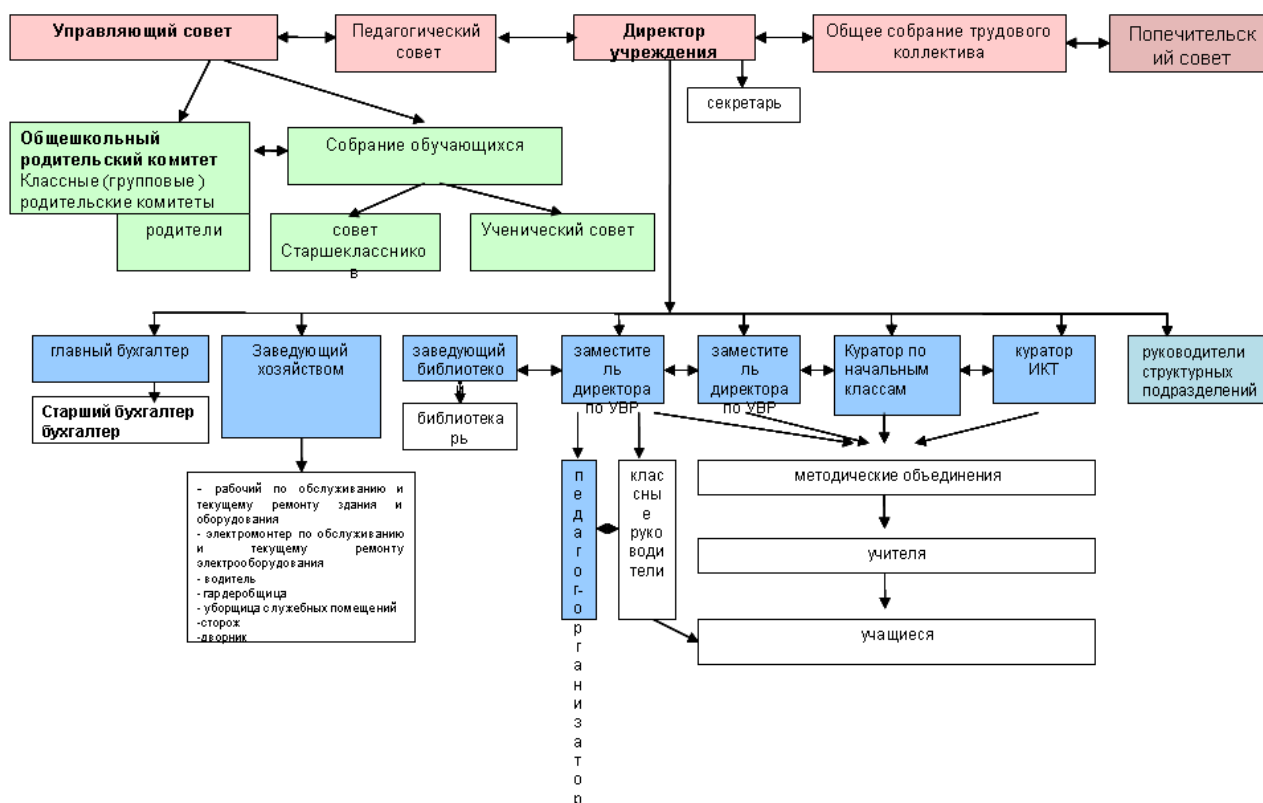 Управляющий совет
Педагогический
совет
Директор
учреждения
Общее собрание трудового
коллектива
Попечительск
ий совет
секретарь
Общешкольный
родительский комитет
Классные (групповые )
родительские комитеты
родители
Собрание обучающихся
совет
Старшекласснико
в
Ученический совет
главный бухгалтер
Старший бухгалтер
бухгалтер
Заведующий
хозяйством
заведующий
библиотеко
й
библиотека
рь
заместите
ль
директора
по УВР
заместите
ль
директора
по УВР
Куратор по
начальным
классам
куратор
ИКТ
руководители
структурных
подразделений
- рабочий по обслуживанию и
текущему ремонту здания и
оборудования
- электромонтер по обслуживанию
и текущему ремонту
электрооборудования
- водитель
- гардеробщица
- уборщица служебных помещений
-сторож
-дворник
п
е
д
а
г
о
г-
о
р
г
а
н
и
з
а
т
о
р
клас
сны
е
руко
води
тели
методические объединения
учителя
учащиеся